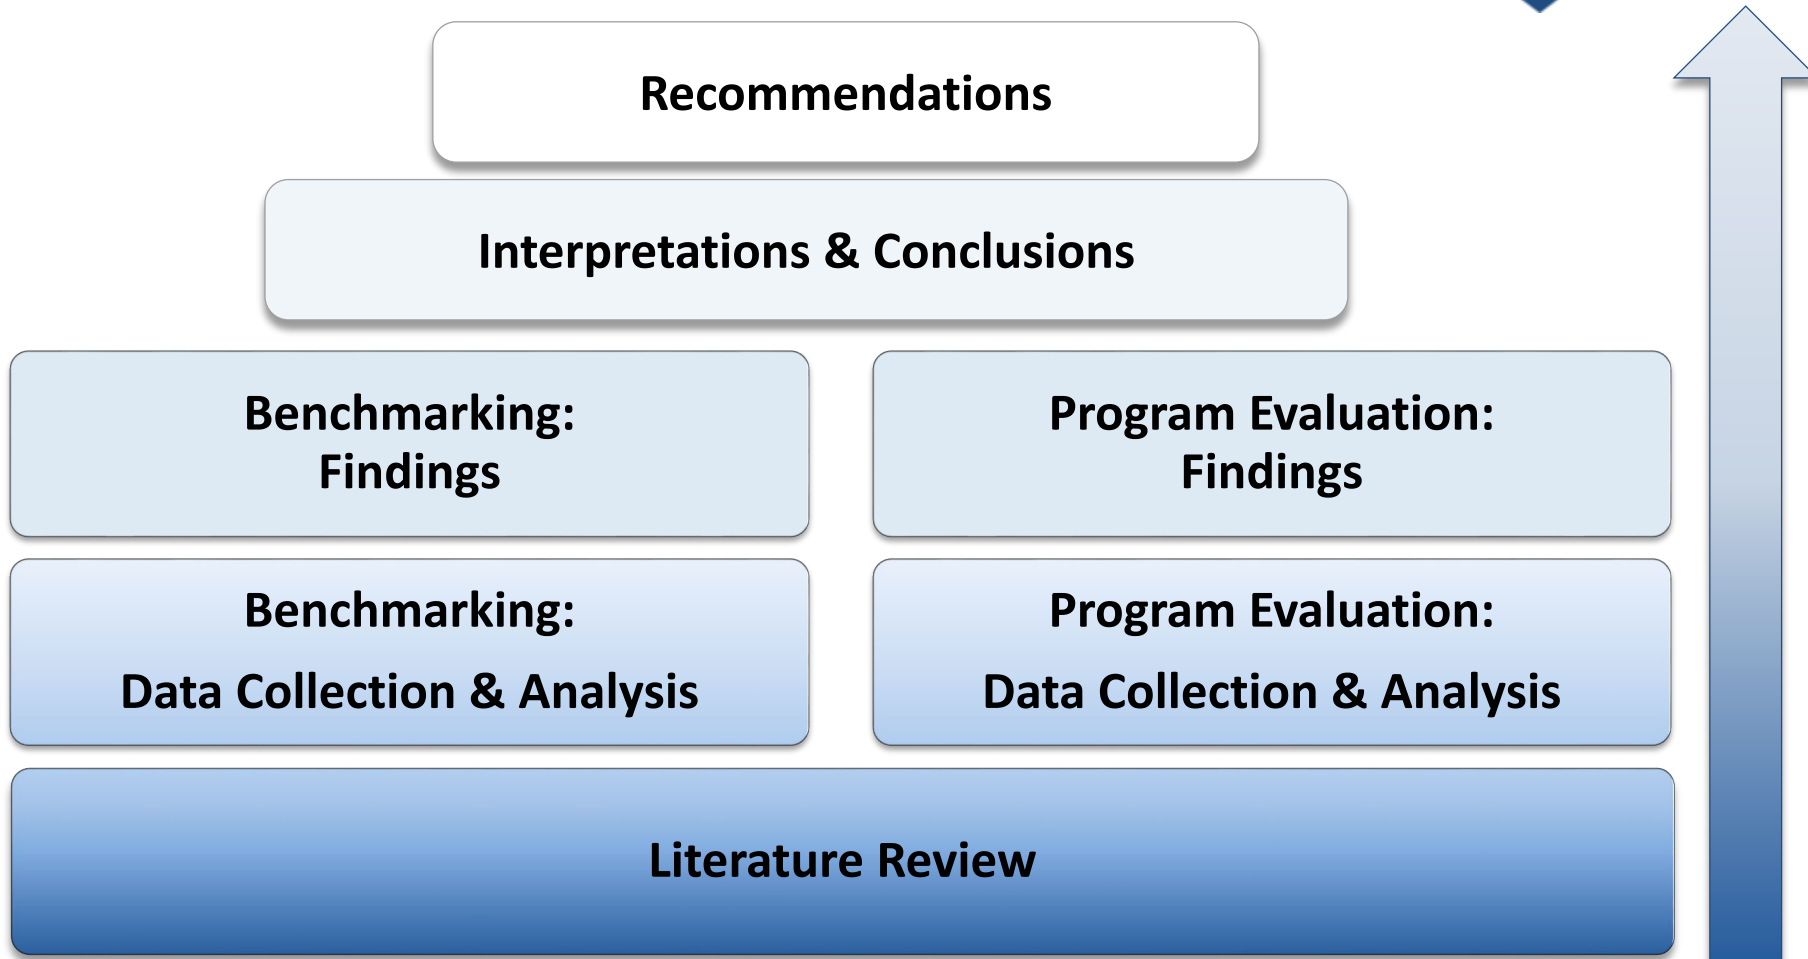 Recommendations
Interpretations & Conclusions
Benchmarking:
Findings
Program Evaluation:
Findings
Benchmarking:
Data Collection & Analysis
Program Evaluation:
Data Collection & Analysis
Literature Review